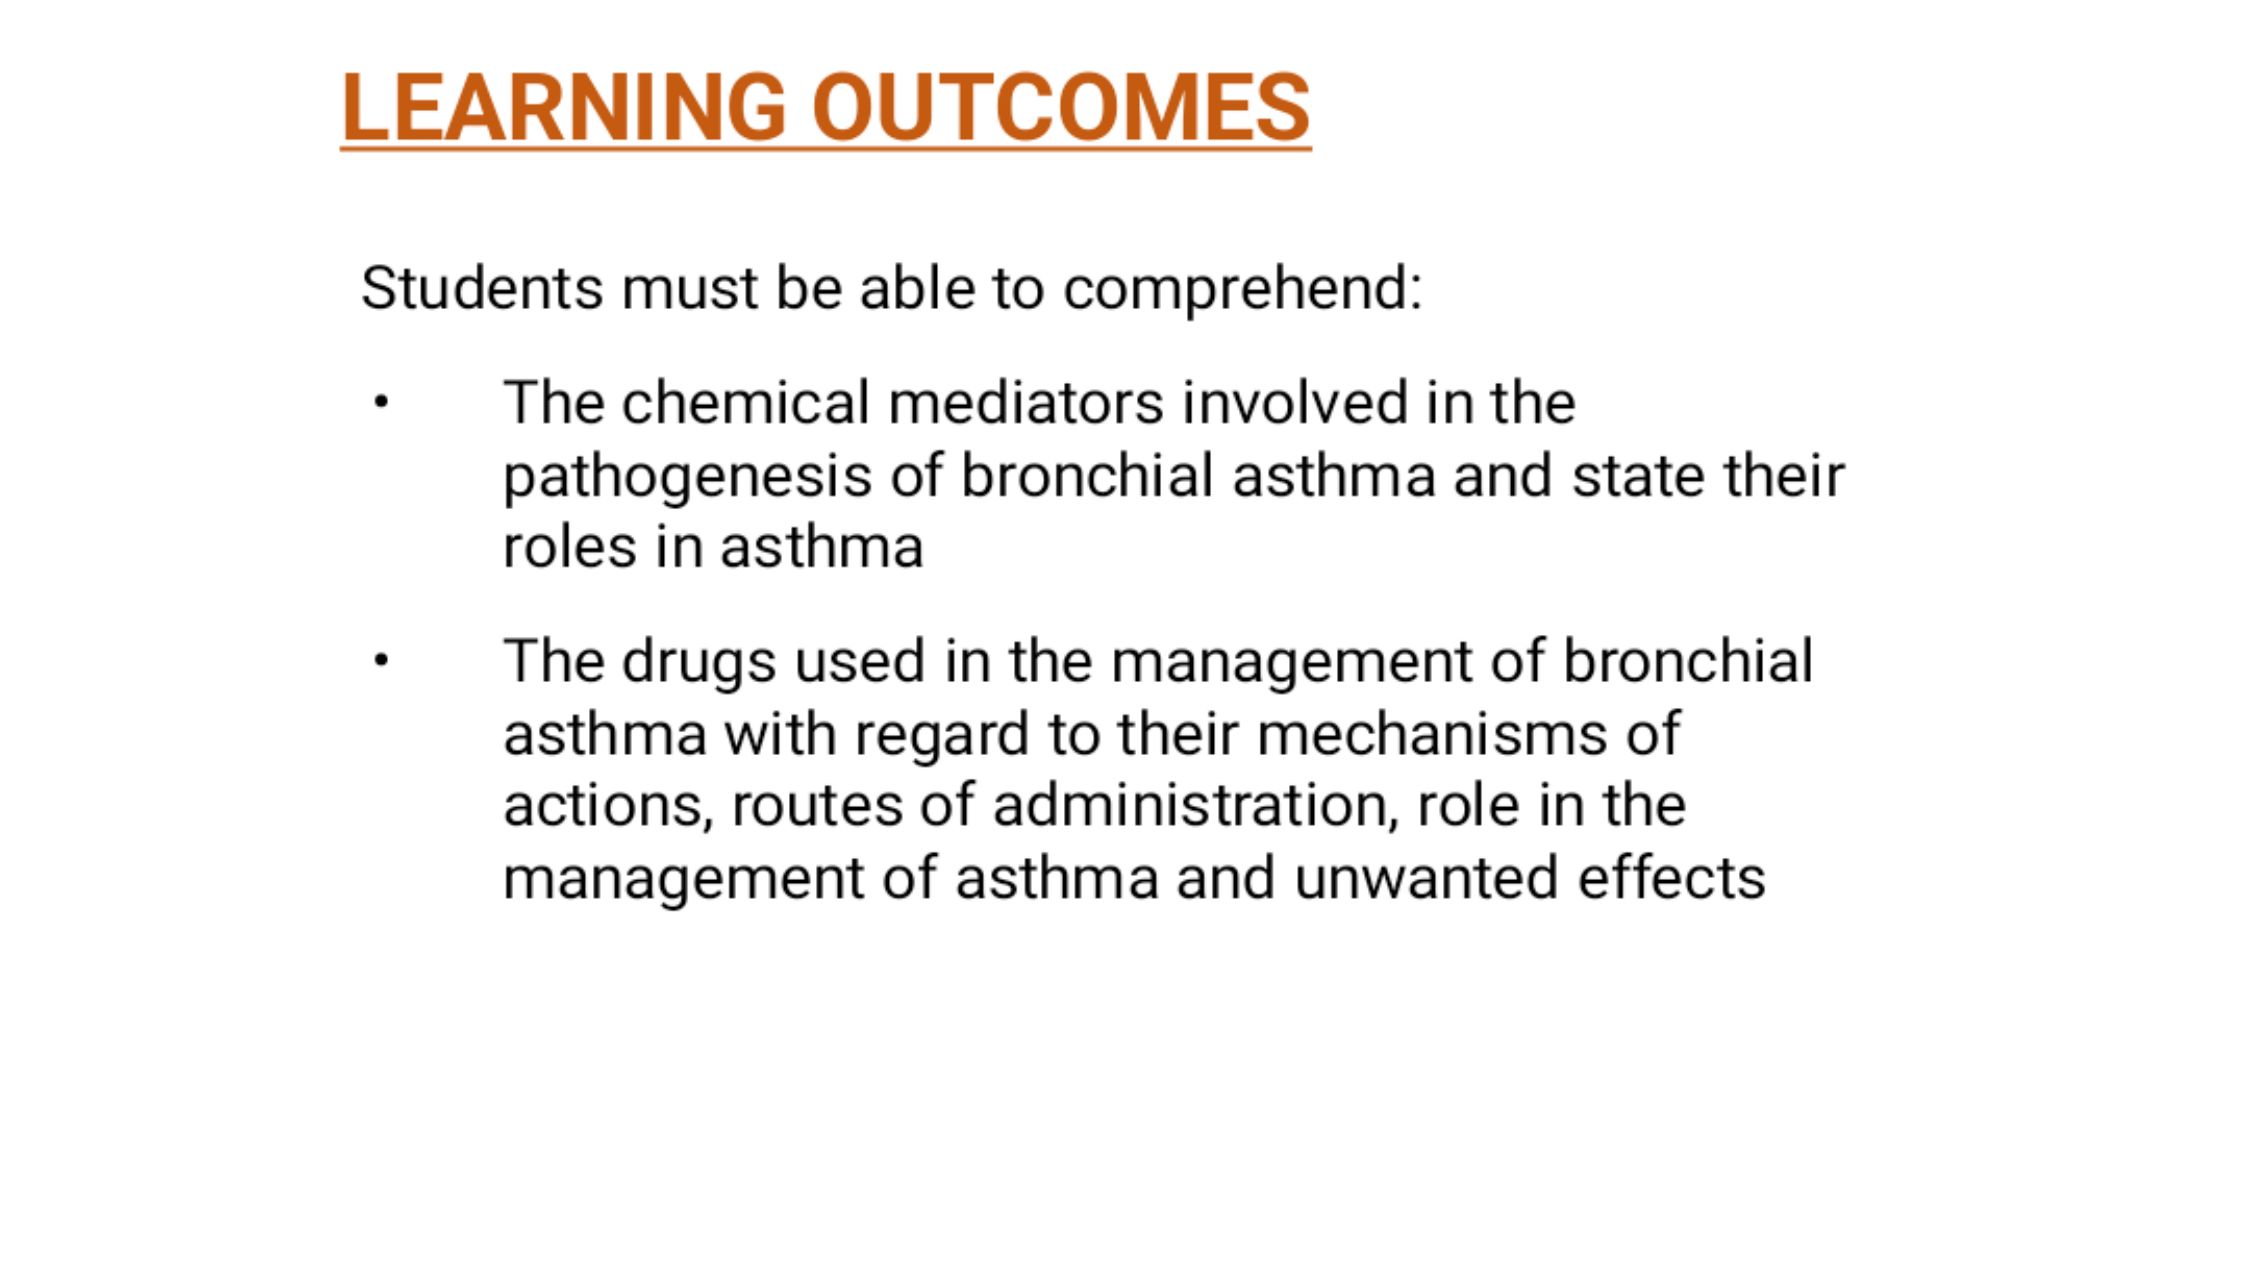 LEARNING OUTCOMES
Students must be able to comprehend:
• The chemical mediators involved in the
pathogenesis of bronchial asthma and state their
roles in asthma
• The drugs used in the management of bronchial
asthma with regard to their mechanisms of
actions, routes of administration, role in the
management of asthma and unwanted effects